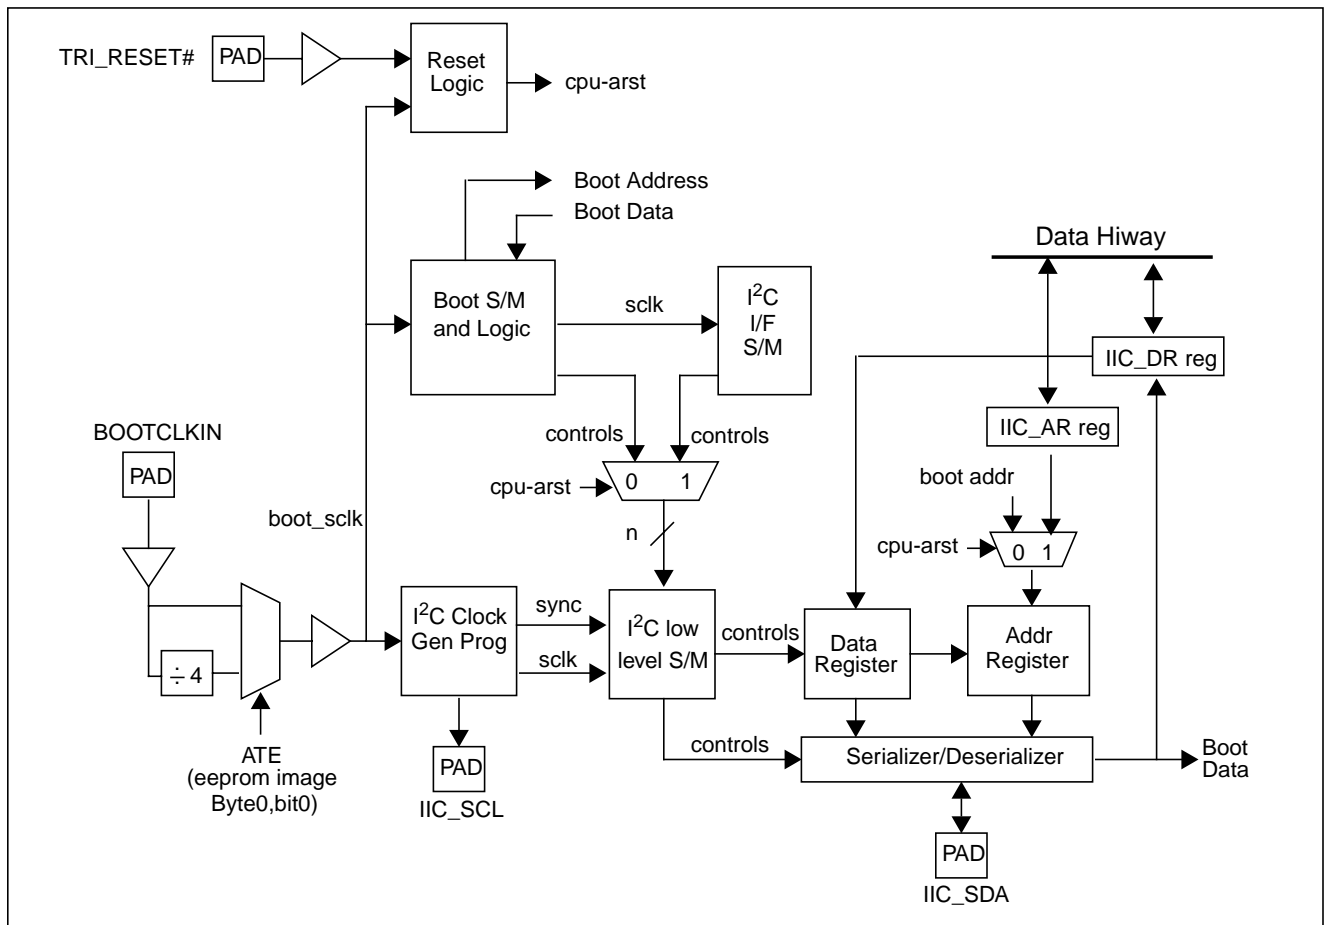 TRI_RESET#
PAD
Reset
Logic
cpu-arst
Boot Address
Boot Data
Data Hiway
Boot S/M
and Logic
sclk
I²C
I/F
S/M
IIC_DR reg
IIC_AR reg
BOOTCLKIN
PAD
controls
controls
cpu-arst
0 1
boot addr
boot_sclk
n
cpu-arst
0 1
I²C Clock
Gen Prog
sync
sclk
I²C low
level S/M
controls
Data
Register
Addr
Register
÷4
ATE
(eeprom image
Byte0,bit0)
PAD
IIC_SCL
controls
Serializer/Deserializer
Boot
Data
PAD
IIC_SDA